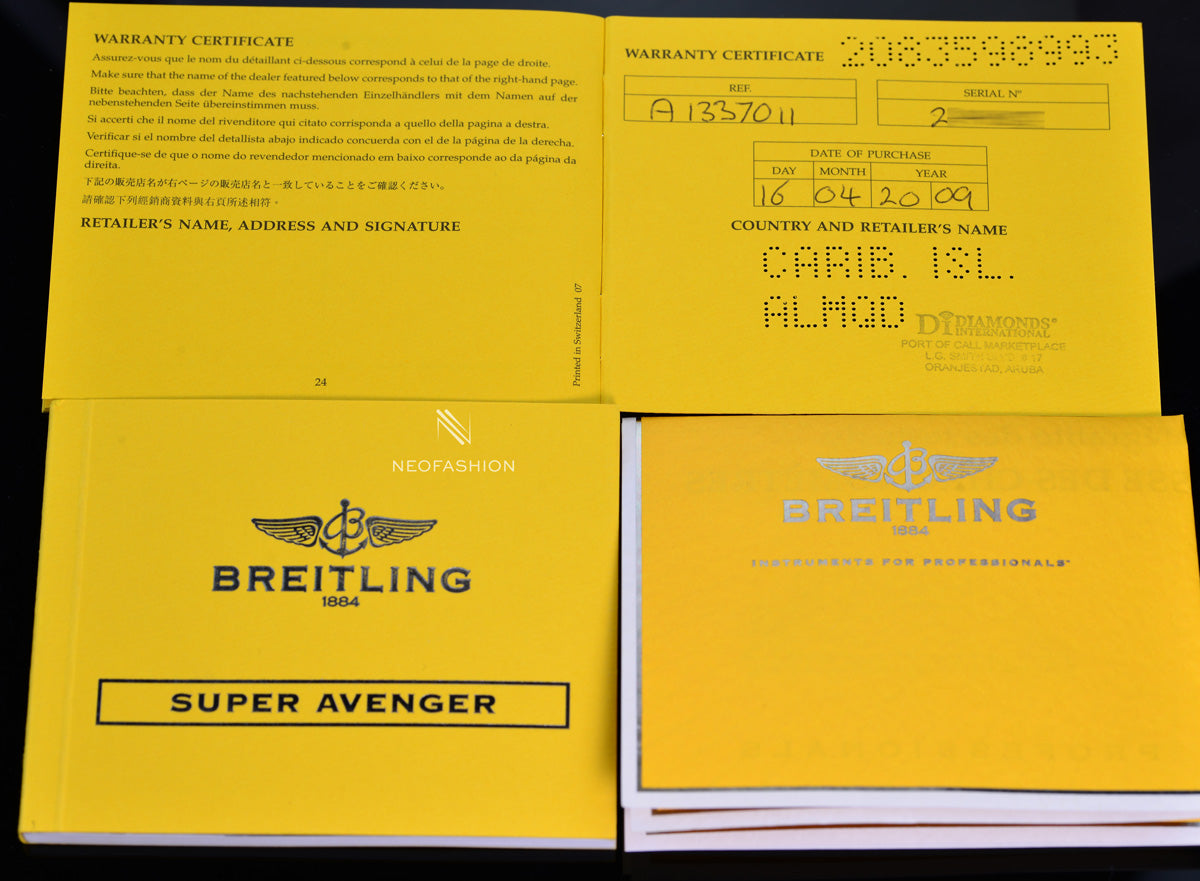 WARRANTY CERTIFICATE
Assurez-vous que le nom du détaillant ci-dessous correspond à celui de la page de droite.
Make sure that the name of the dealer featured below corresponds to that of the right-hand page.
Bitte beachten, dass der Name des nachstehenden Einzelhändlers mit dem Namen auf der
nebenstehenden Seite übereinstimmen muss.
Si accerti che il nome del rivenditore qui citato corrisponda a quello della pagina a destra.
Verificar si el nombre del detallista abajo indicado concuerda con el de la página de la derecha.
Certifique-se de que o nome do revendedor mencionado em baixo corresponde ao da página da
direita.
下記の販売店名が右ページの販売店名と一致していることをご確認ください。
請確認下列經銷商資料與右頁所述相符。
RETAILER'S NAME, ADDRESS AND SIGNATURE
24
Printed in Switzerland 07
WARRANTY CERTIFICATE 2083598993
REF.
A1337011
SERIAL Nº
2
DATE OF PURCHASE
DAY MONTH YEAR
16 04 20 09
COUNTRY AND RETAILER'S NAME
CARIB. ISL.
ALMOD
DI DIAMONDS®
INTERNATIONAL
PORT OF CALL MARKETPLACE
L.G. SMITH BLVD # 17
ORANJESTAD, ARUBA
NEOFASHION
B
BREITLING
1884
SUPER AVENGER
B
BREITLING
1884
INSTRUMENTS FOR PROFESSIONALS™